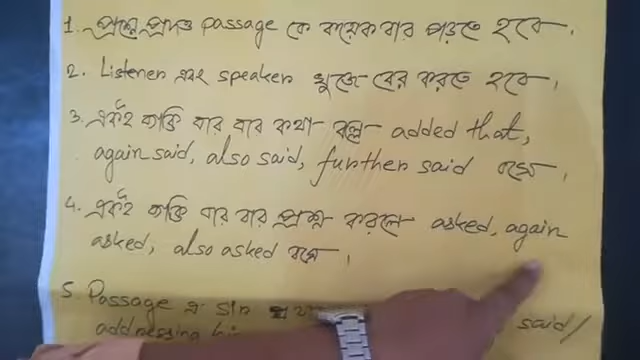 1. প্রশ্নে প্রদত্ত passage কে কয়েকবার পড়তে হবে।
2. Listener এবং speaker খুজে বের করতে হবে।
3. একই ব্যক্তি বার বার কথা বললে added that,
again said, also said, further said বসে।
4. একই ব্যক্তি বার বার প্রশ্ন করলে asked, again
asked, also asked বসে।
5. Passage এ sir said/
addressing